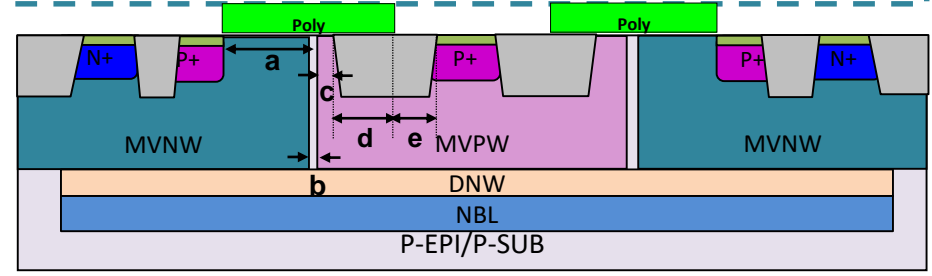 Poly Poly
N+ P+ a P+ P+ N+
c
MVNW d e MVPW MVNW
b DNW
NBL
P-EPI/P-SUB